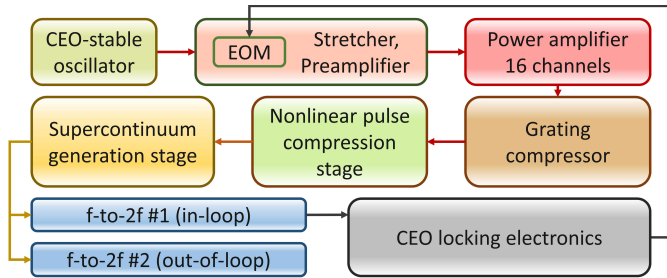 CEO-stable
oscillator
EOM
Stretcher,
Preamplifier
Power amplifier
16 channels
Supercontinuum
generation stage
Nonlinear pulse
compression
stage
Grating
compressor
f-to-2f #1 (in-loop)
f-to-2f #2 (out-of-loop)
CEO locking electronics